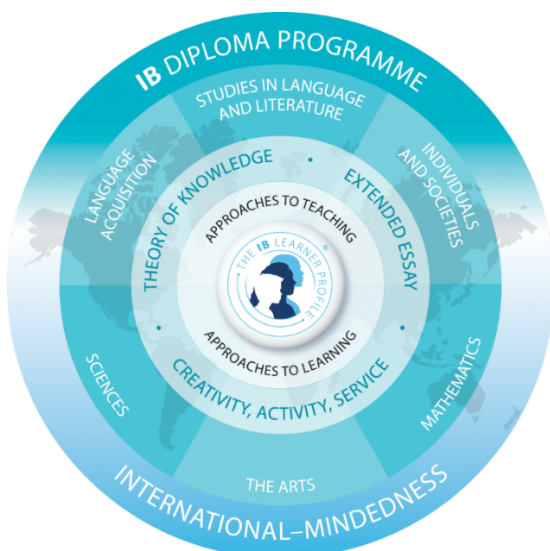 IB DIPLOMA PROGRAMME
STUDIES IN LANGUAGE
AND LITERATURE
LANGUAGE
ACQUISITION
INDIVIDUALS
AND SOCIETIES
THEORY OF KNOWLEDGE •
EXTENDED ESSAY •
APPROACHES TO TEACHING
THE IB LEARNER PROFILE ®
APPROACHES TO LEARNING
CREATIVITY, ACTIVITY, SERVICE •
SCIENCES
MATHEMATICS
THE ARTS
INTERNATIONAL–MINDEDNESS